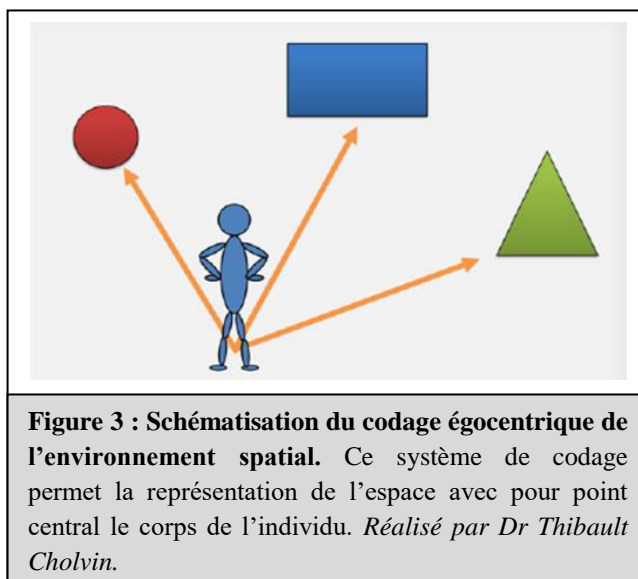 Figure 3 : Schématisation du codage égocentrique de
l’environnement spatial. Ce système de codage
permet la représentation de l’espace avec pour point
central le corps de l’individu. Réalisé par Dr Thibault
Cholvin.